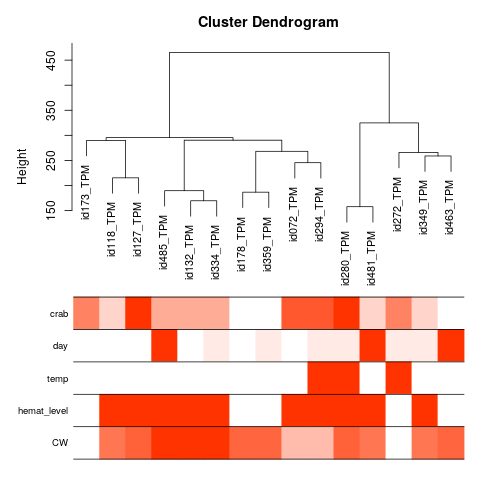 Cluster Dendrogram
Height
450
350
250
150
id173_TPM
id118_TPM
id127_TPM
id485_TPM
id132_TPM
id334_TPM
id178_TPM
id359_TPM
id072_TPM
id294_TPM
id280_TPM
id481_TPM
id272_TPM
id349_TPM
id463_TPM
crab
day
temp
hemat_level
CW